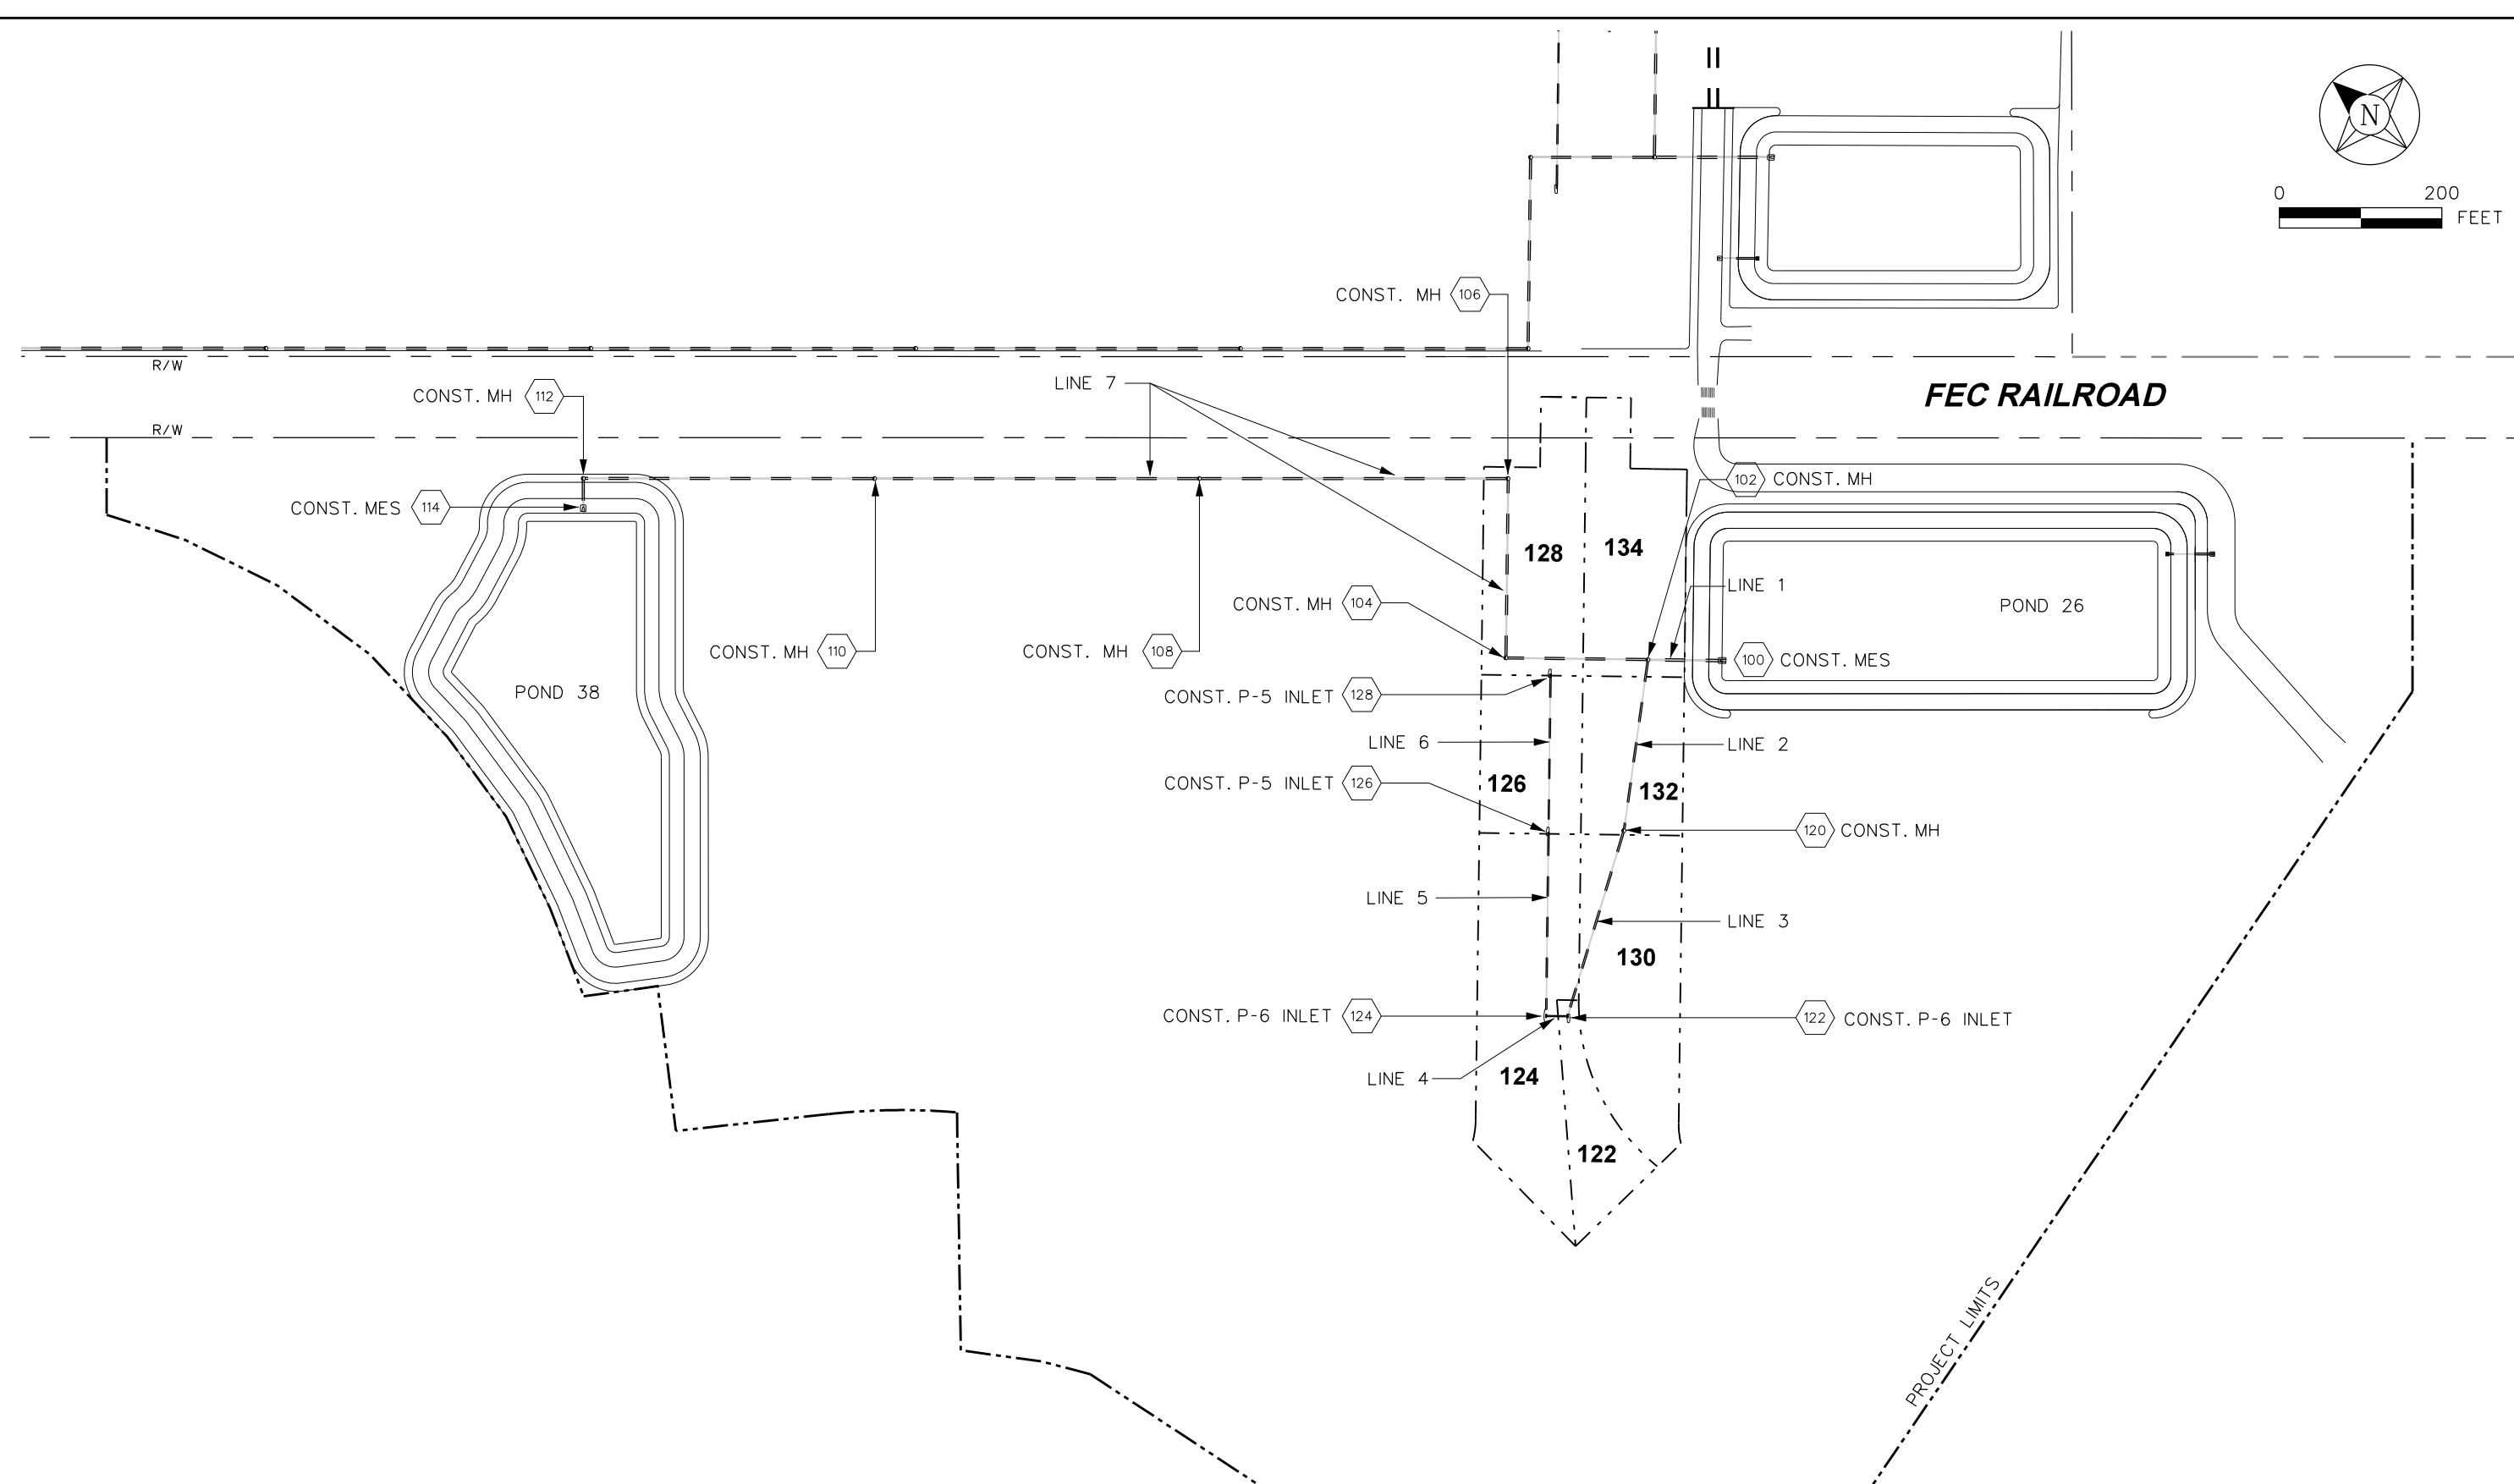 N
0 200
FEET
CONST. MH 106
R/W
LINE 7
FEC RAILROAD
CONST. MH 112
R/W
102 CONST. MH
CONST. MES 114
128
134
LINE 1
CONST. MH 104
POND 26
CONST. MH 110
CONST. MH 108
100 CONST. MES
POND 38
CONST. P-5 INLET 128
LINE 6
LINE 2
CONST. P-5 INLET 126
126
132
120 CONST. MH
LINE 5
LINE 3
130
CONST. P-6 INLET 124
122 CONST. P-6 INLET
LINE 4
124
122
PROJECT LIMITS